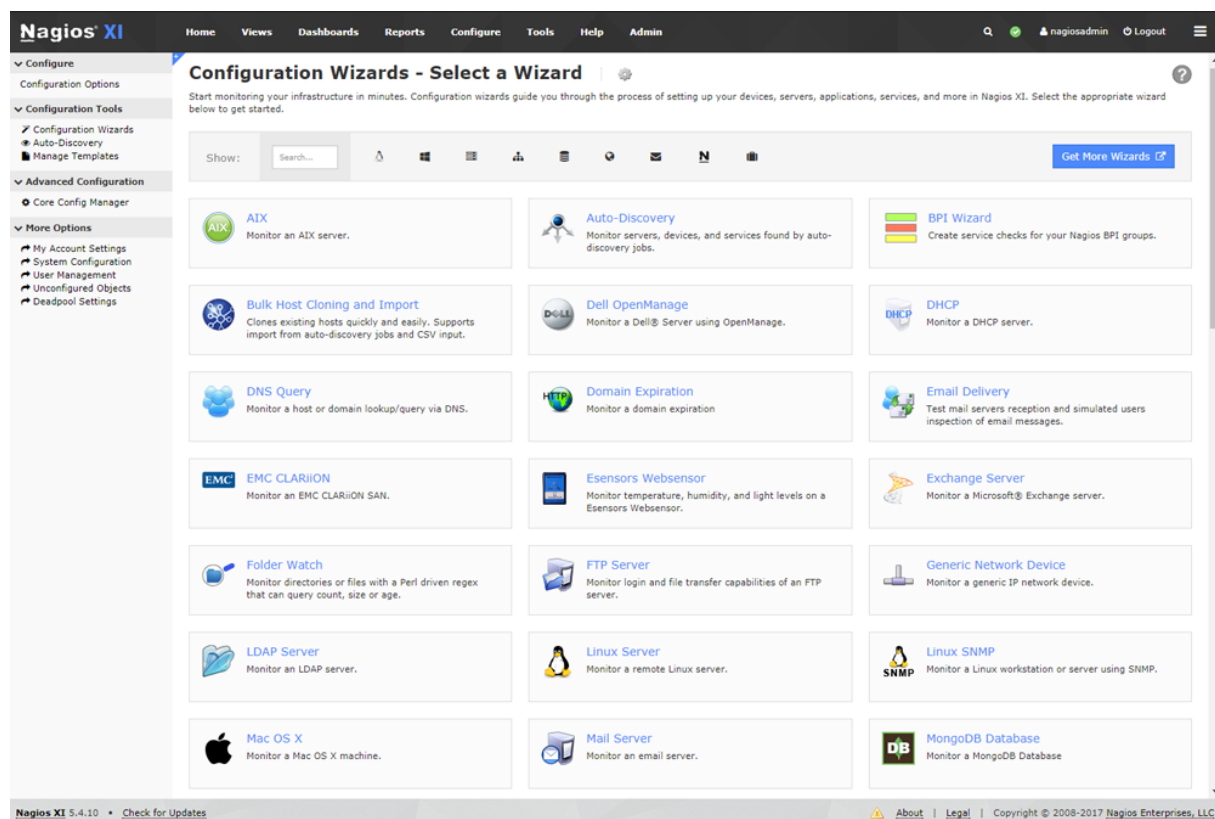 Nagios® XI
Home Views Dashboards Reports Configure Tools Help Admin
nagiosadmin Logout
Configure
Configuration Options
Configuration Tools
Configuration Wizards
Auto-Discovery
Manage Templates
Advanced Configuration
Core Config Manager
More Options
My Account Settings
System Configuration
User Management
Unconfigured Objects
Deadpool Settings
Configuration Wizards - Select a Wizard
?
Start monitoring your infrastructure in minutes. Configuration wizards guide you through the process of setting up your devices, servers, applications, services, and more in Nagios XI. Select the appropriate wizard
below to get started.
Show: Search... N Get More Wizards
AIX
AIX
Monitor an AIX server.
Auto-Discovery
Monitor servers, devices, and services found by auto-
discovery jobs.
BPI Wizard
Create service checks for your Nagios BPI groups.
Bulk Host Cloning and Import
Clones existing hosts quickly and easily. Supports
import from auto-discovery jobs and CSV input.
DELL
Dell OpenManage
Monitor a Dell® Server using OpenManage.
DHCP
DHCP
Monitor a DHCP server.
DNS Query
Monitor a host or domain lookup/query via DNS.
HTTP
Domain Expiration
Monitor a domain expiration
Email Delivery
Test mail servers reception and simulated users
inspection of email messages.
EMC²
EMC CLARiiON
Monitor an EMC CLARiiON SAN.
Esensors Websensor
Monitor temperature, humidity, and light levels on a
Esensors Websensor.
Exchange Server
Monitor a Microsoft® Exchange server.
Folder Watch
Monitor directories or files with a Perl driven regex
that can query count, size or age.
FTP Server
Monitor login and file transfer capabilities of an FTP
server.
Generic Network Device
Monitor a generic IP network device.
LDAP Server
Monitor an LDAP server.
Linux Server
Monitor a remote Linux server.
SNMP
Linux SNMP
Monitor a Linux workstation or server using SNMP.
Mac OS X
Monitor a Mac OS X machine.
Mail Server
Monitor an email server.
DB
MongoDB Database
Monitor a MongoDB Database
Nagios XI 5.4.10 • Check for Updates
About | Legal | Copyright © 2008-2017 Nagios Enterprises, LLC